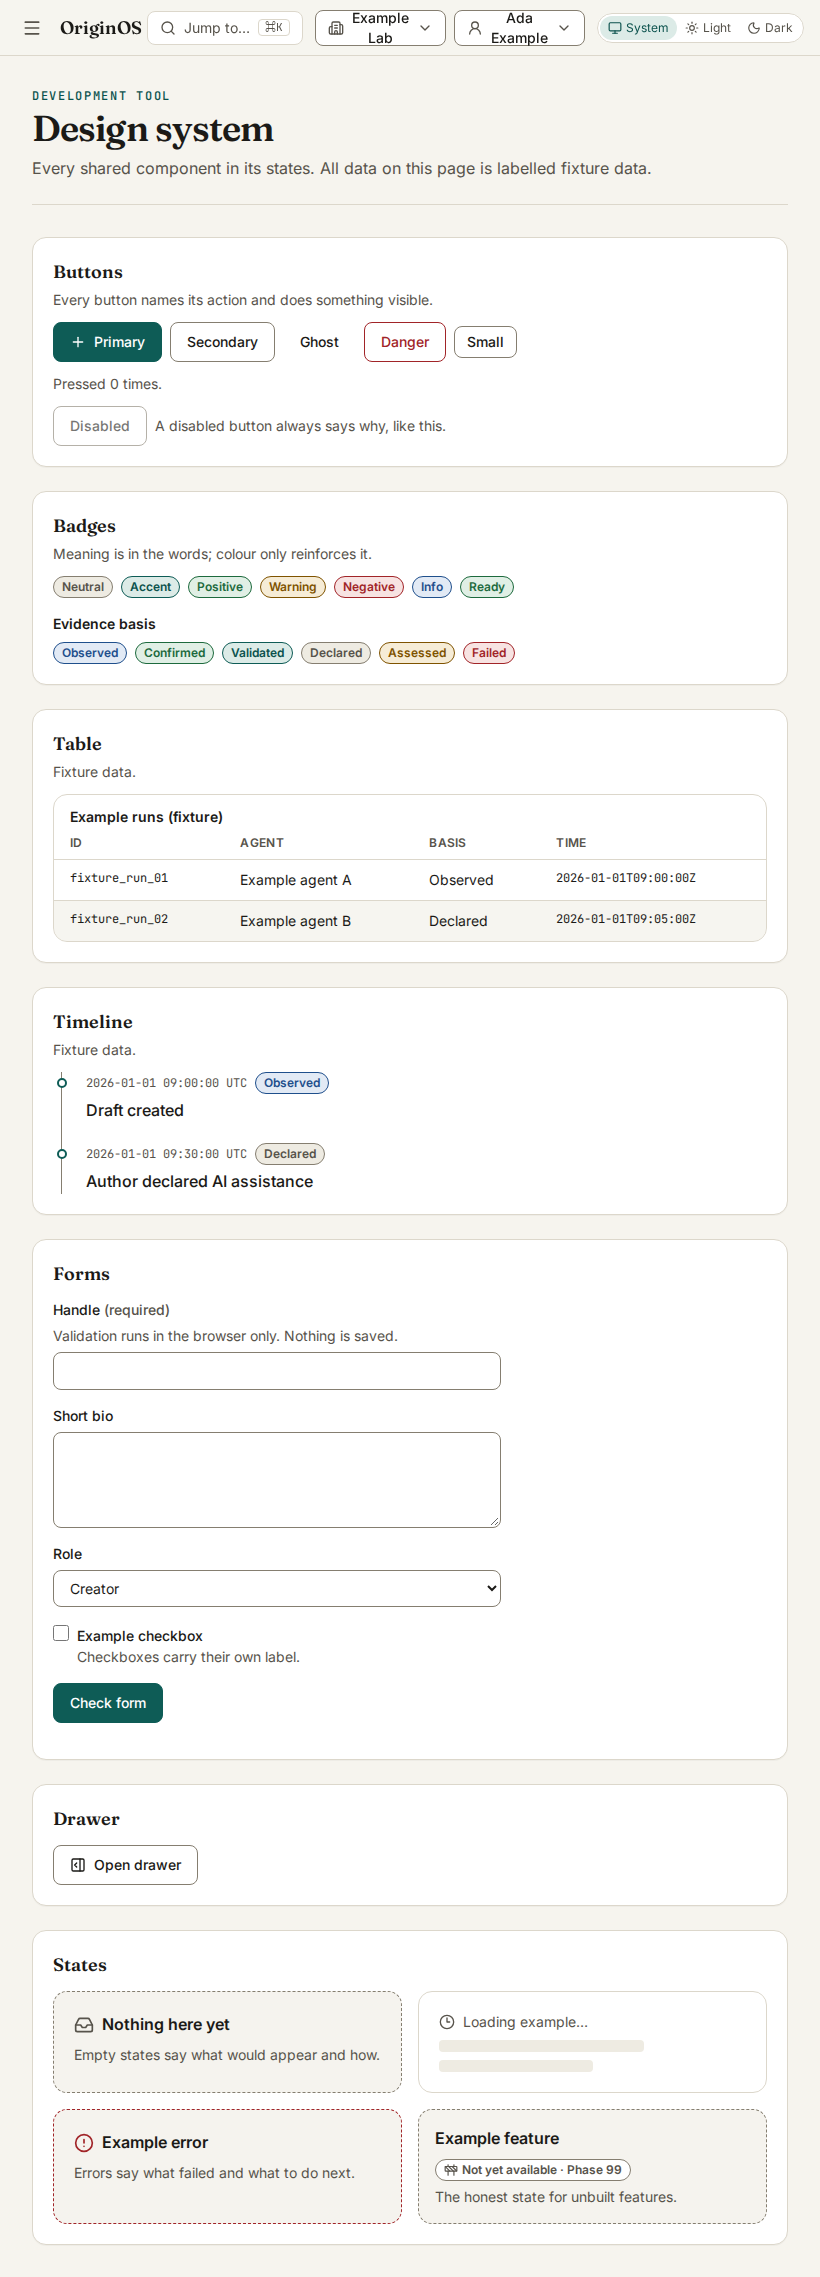 OriginOS
Jump to...
⌘K
Example
Lab
Ada
Example
System
Light
Dark
DEVELOPMENT TOOL
Design system
Every shared component in its states. All data on this page is labelled fixture data.
Buttons
Every button names its action and does something visible.
Primary
Secondary
Ghost
Danger
Small
Pressed 0 times.
Disabled
A disabled button always says why, like this.
Badges
Meaning is in the words; colour only reinforces it.
Neutral
Accent
Positive
Warning
Negative
Info
Ready
Evidence basis
Observed
Confirmed
Validated
Declared
Assessed
Failed
Table
Fixture data.
Example runs (fixture)
ID AGENT BASIS TIME
fixture_run_01 Example agent A Observed 2026-01-01T09:00:00Z
fixture_run_02 Example agent B Declared 2026-01-01T09:05:00Z
Timeline
Fixture data.
2026-01-01 09:00:00 UTC Observed
Draft created
2026-01-01 09:30:00 UTC Declared
Author declared AI assistance
Forms
Handle (required)
Validation runs in the browser only. Nothing is saved.
Short bio
Role
Creator
Example checkbox
Checkboxes carry their own label.
Check form
Drawer
Open drawer
States
Nothing here yet
Empty states say what would appear and how.
Loading example...
Example error
Errors say what failed and what to do next.
Example feature
Not yet available · Phase 99
The honest state for unbuilt features.